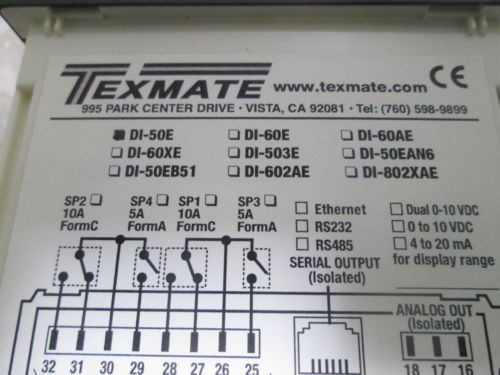 TEXMATE www.texmate.com CE
995 PARK CENTER DRIVE • VISTA, CA 92081 • Tel: (760) 598-9899
DI-50E DI-60E DI-60AE
DI-60XE DI-503E DI-50EAN6
DI-50EB51 DI-602AE DI-802XAE
SP2 SP4 SP1 SP3
10A 5A 10A 5A
FormC FormA FormC FormA
Ethernet
RS232
RS485
SERIAL OUTPUT
(Isolated)
Dual 0-10 VDC
0 to 10 VDC
4 to 20 mA
for display range
ANALOG OUT
(Isolated)
32 31 30 29 28 27 26 25
18 17 16